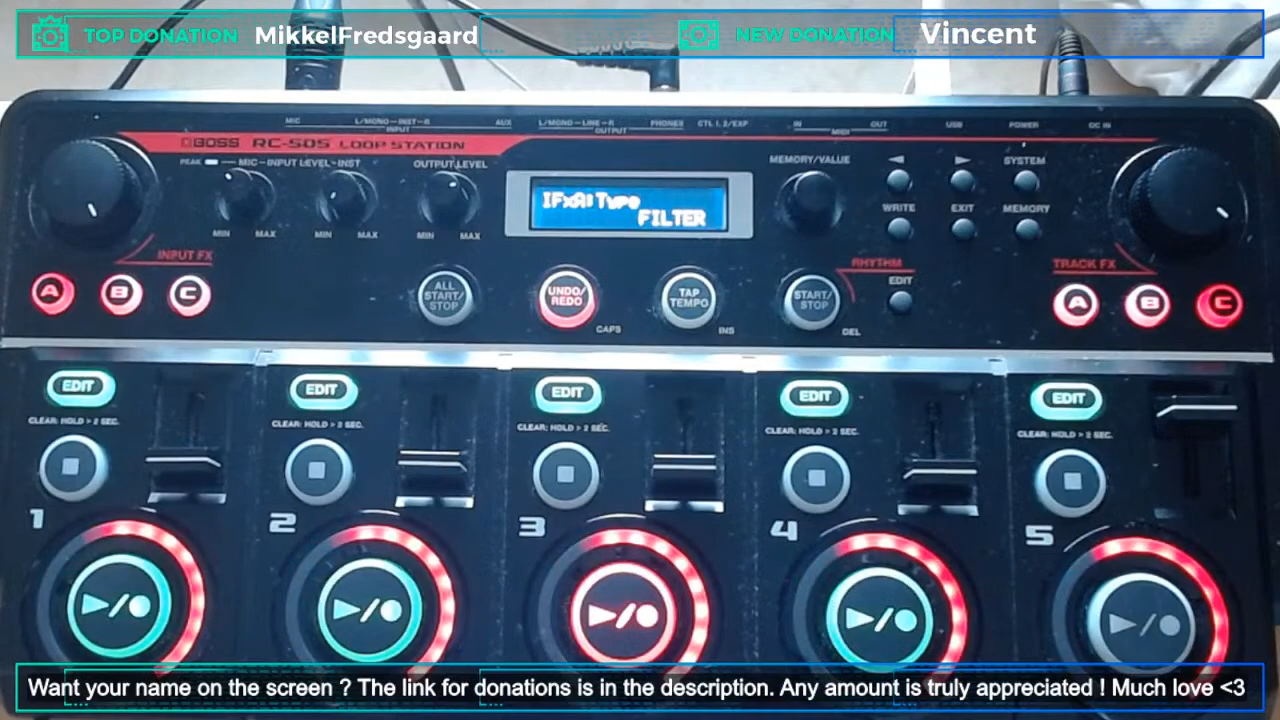 TOP DONATION MikkelFredsgaard
NEW DONATION Vincent
MIC L/MONO-INST-R AUX L/MONO-LINE-R PHONES CTL 1, 2/EXP IN OUT USB POWER DC IN
INPUT OUTPUT MIDI
BOSS RC-505 LOOP STATION
PEAK MIC-INPUT LEVEL-INST OUTPUT LEVEL MEMORY/VALUE SYSTEM
IFxA:Type
FILTER
WRITE EXIT MEMORY
MIN MAX MIN MAX MIN MAX
INPUT FX RHYTHM TRACK FX
EDIT
A B C
ALL START/STOP
UNDO/REDO
TAP TEMPO
START/STOP
A B C
CAPS INS DEL
EDIT EDIT EDIT EDIT EDIT
CLEAR: HOLD > 2 SEC. CLEAR: HOLD > 2 SEC. CLEAR: HOLD > 2 SEC. CLEAR: HOLD > 2 SEC. CLEAR: HOLD > 2 SEC.
1 2 3 4 5
Want your name on the screen ? The link for donations is in the description. Any amount is truly appreciated ! Much love <3